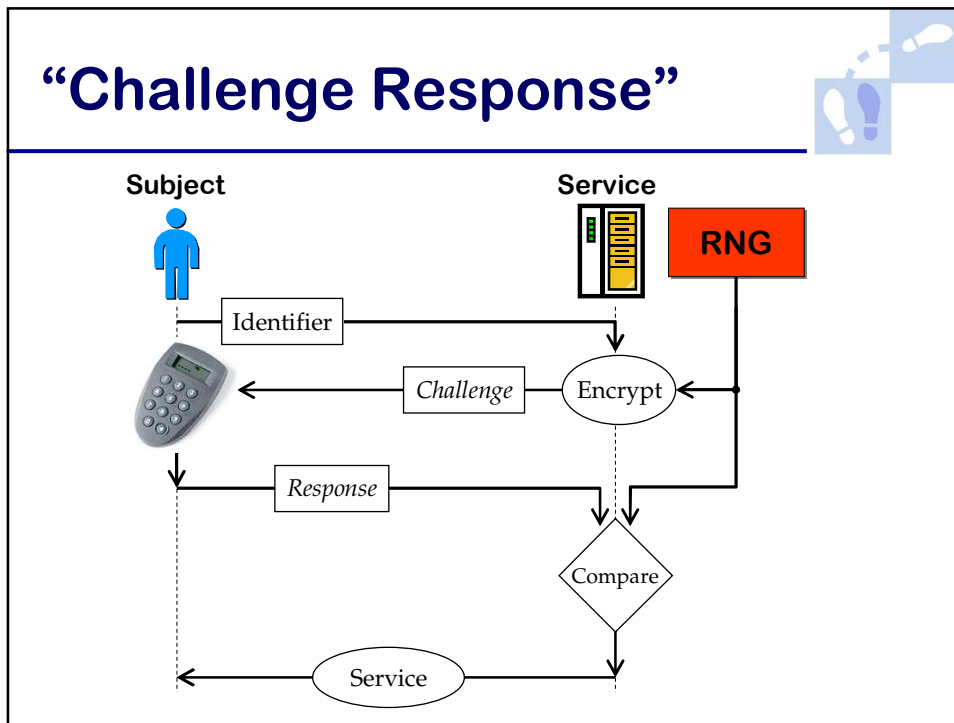 “Challenge Response”
Subject
Service
RNG
Identifier
Challenge
Encrypt
Response
Compare
Service